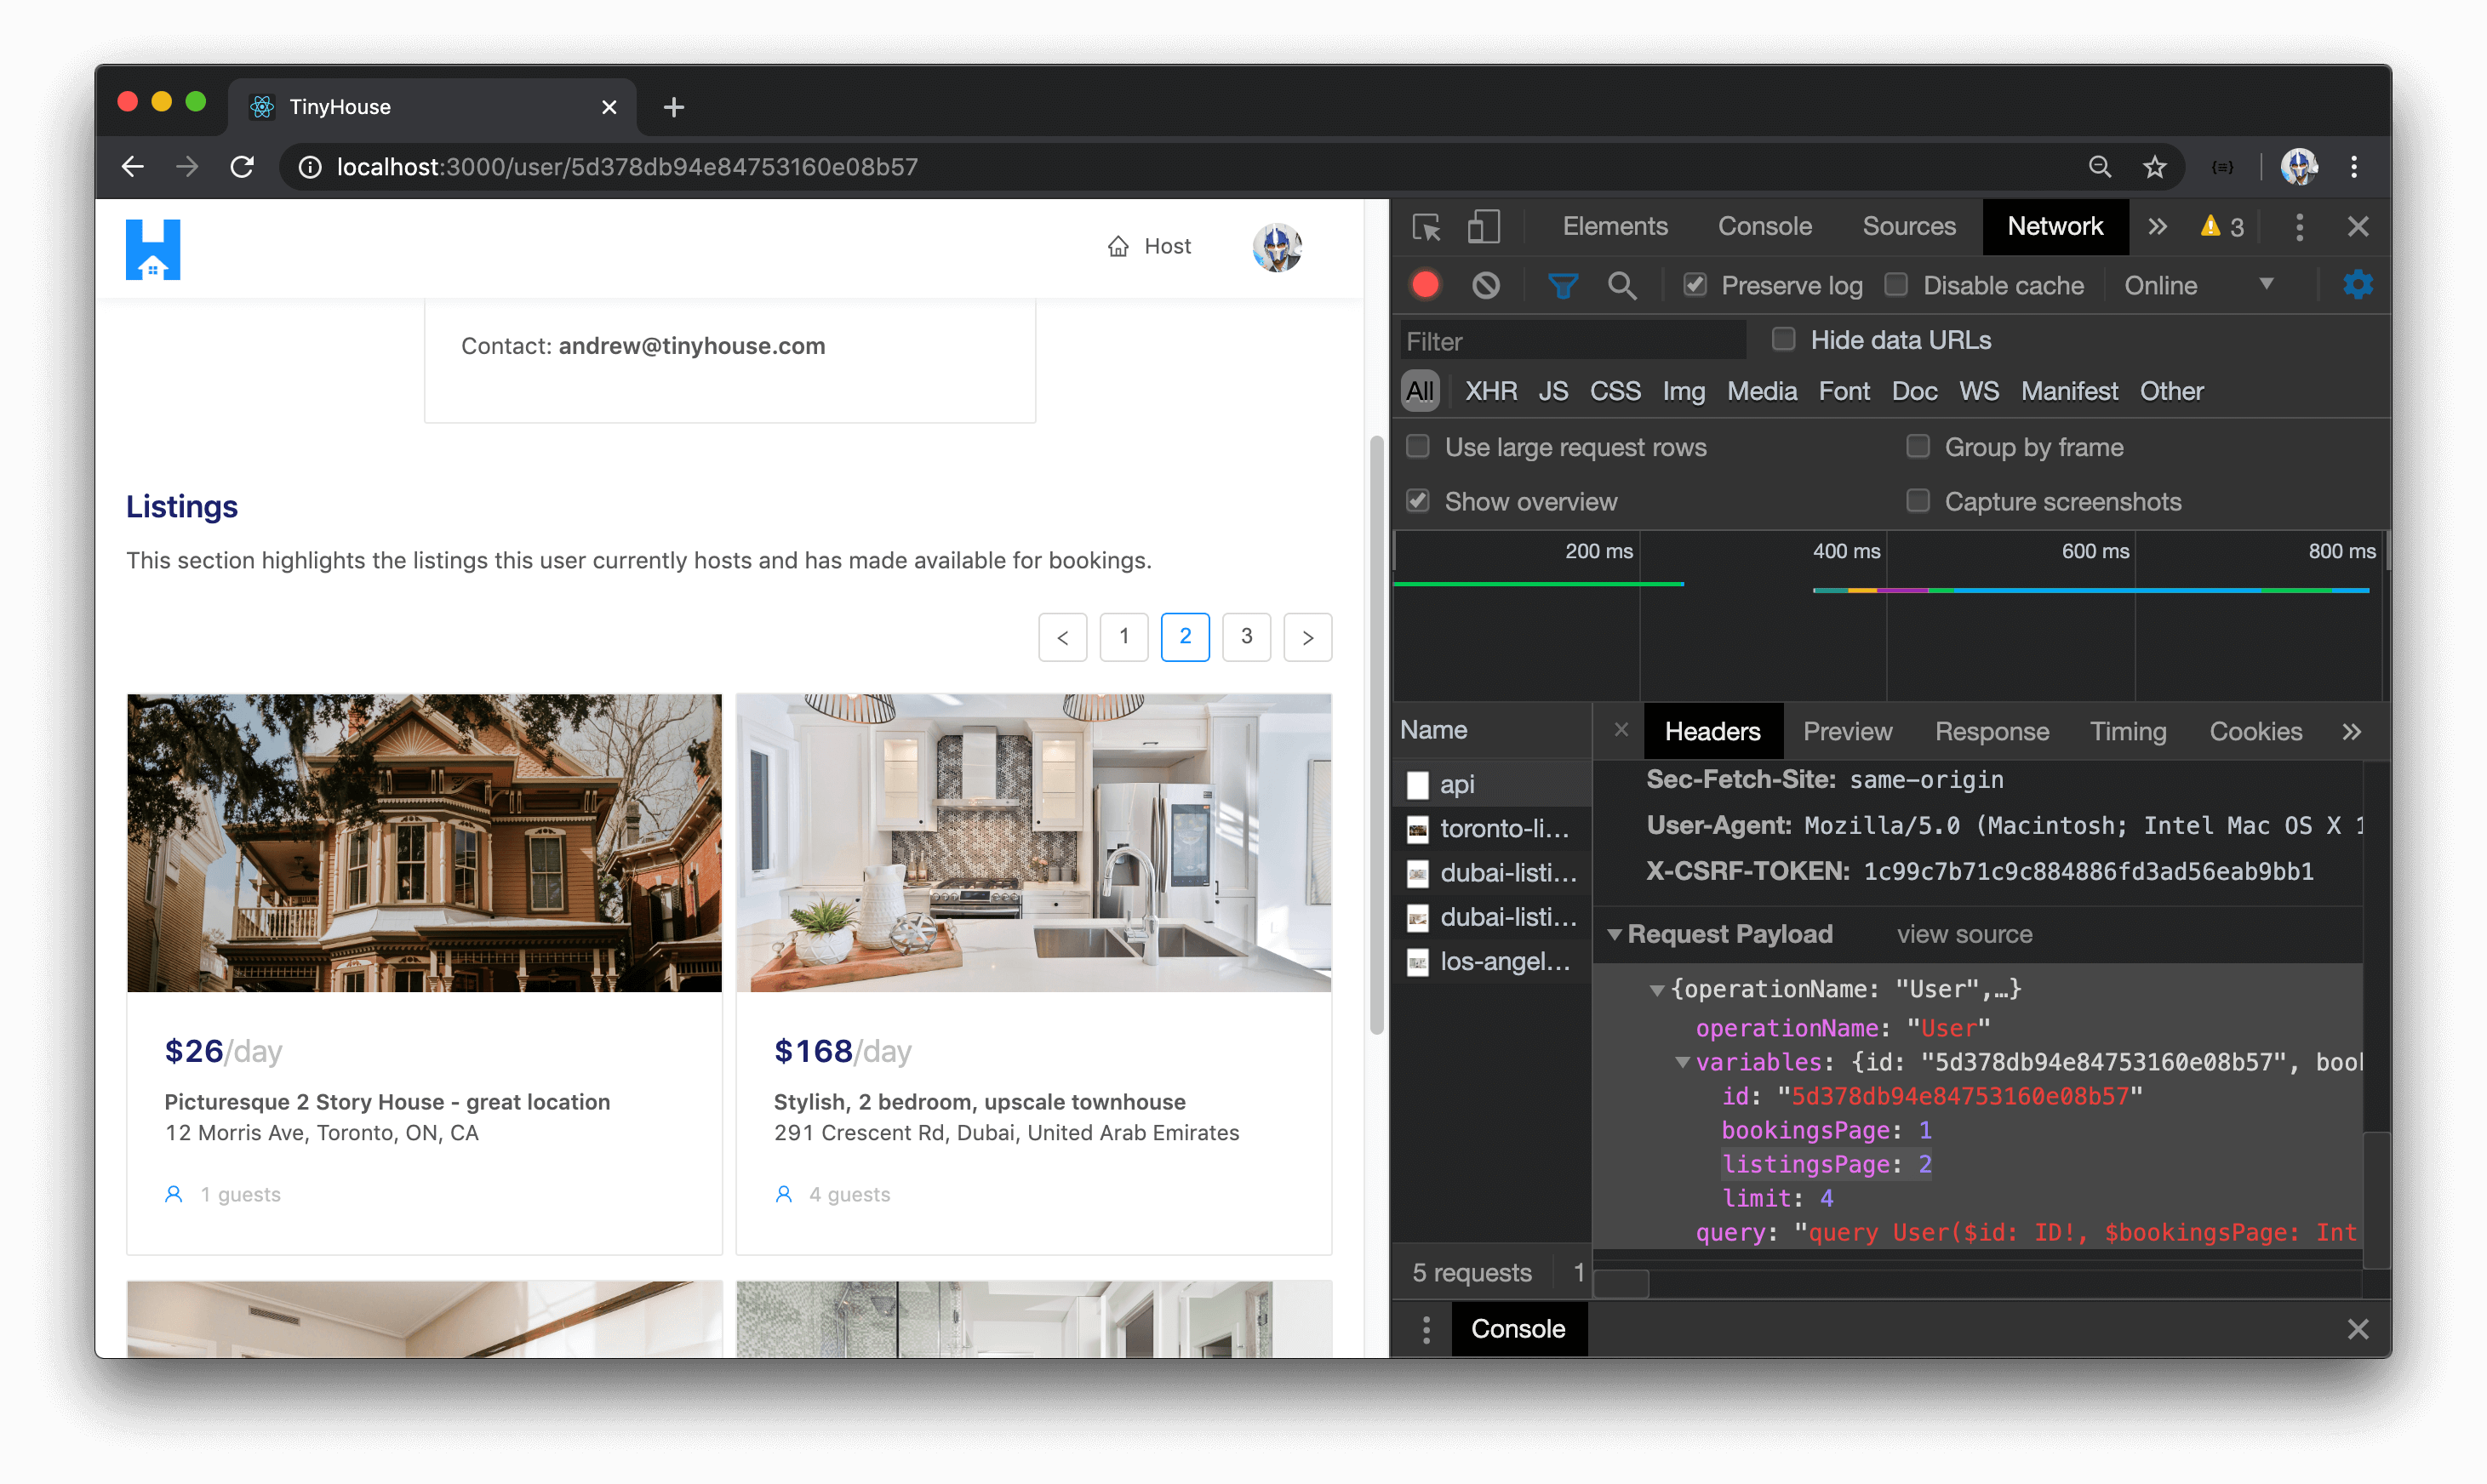 TinyHouse
localhost:3000/user/5d378db94e84753160e08b57
Host
Contact: andrew@tinyhouse.com
Listings
This section highlights the listings this user currently hosts and has made available for bookings.
< 1 2 3 >
$26/day
Picturesque 2 Story House - great location
12 Morris Ave, Toronto, ON, CA
1 guests
$168/day
Stylish, 2 bedroom, upscale townhouse
291 Crescent Rd, Dubai, United Arab Emirates
4 guests
Elements Console Sources Network » 3
Preserve log Disable cache Online
Filter Hide data URLs
All XHR JS CSS Img Media Font Doc WS Manifest Other
Use large request rows Group by frame
Show overview Capture screenshots
200 ms 400 ms 600 ms 800 ms
Name
api
toronto-li...
dubai-listi...
dubai-listi...
los-angel...
5 requests 1
Headers Preview Response Timing Cookies »
Sec-Fetch-Site: same-origin
User-Agent: Mozilla/5.0 (Macintosh; Intel Mac OS X 1
X-CSRF-TOKEN: 1c99c7b71c9c884886fd3ad56eab9bb1
Request Payload view source
{operationName: "User",…}
operationName: "User"
variables: {id: "5d378db94e84753160e08b57", boo
id: "5d378db94e84753160e08b57"
bookingsPage: 1
listingsPage: 2
limit: 4
query: "query User($id: ID!, $bookingsPage: Int
Console